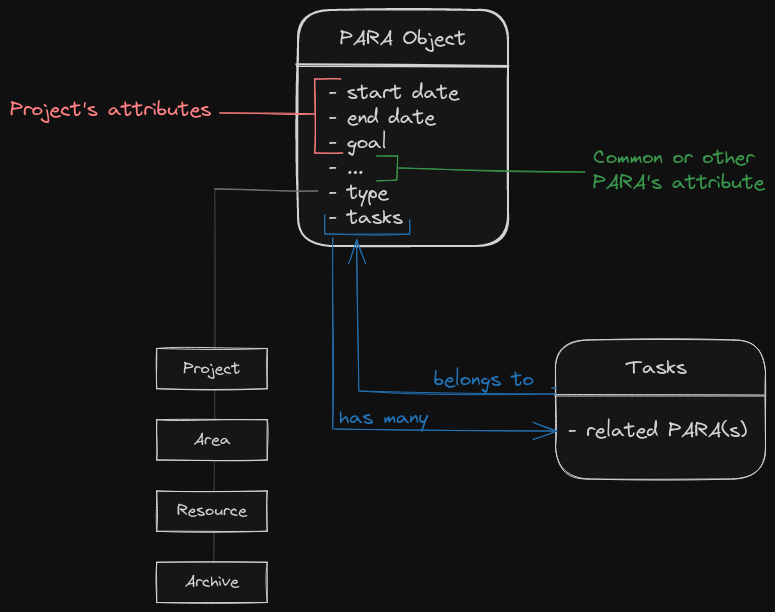 PARA Object
- start date
- end date
- goal
- ...
- type
- tasks
Project's attributes
Common or other
PARA's attribute
Project
Area
Resource
Archive
belongs to
has many
Tasks
- related PARA(s)